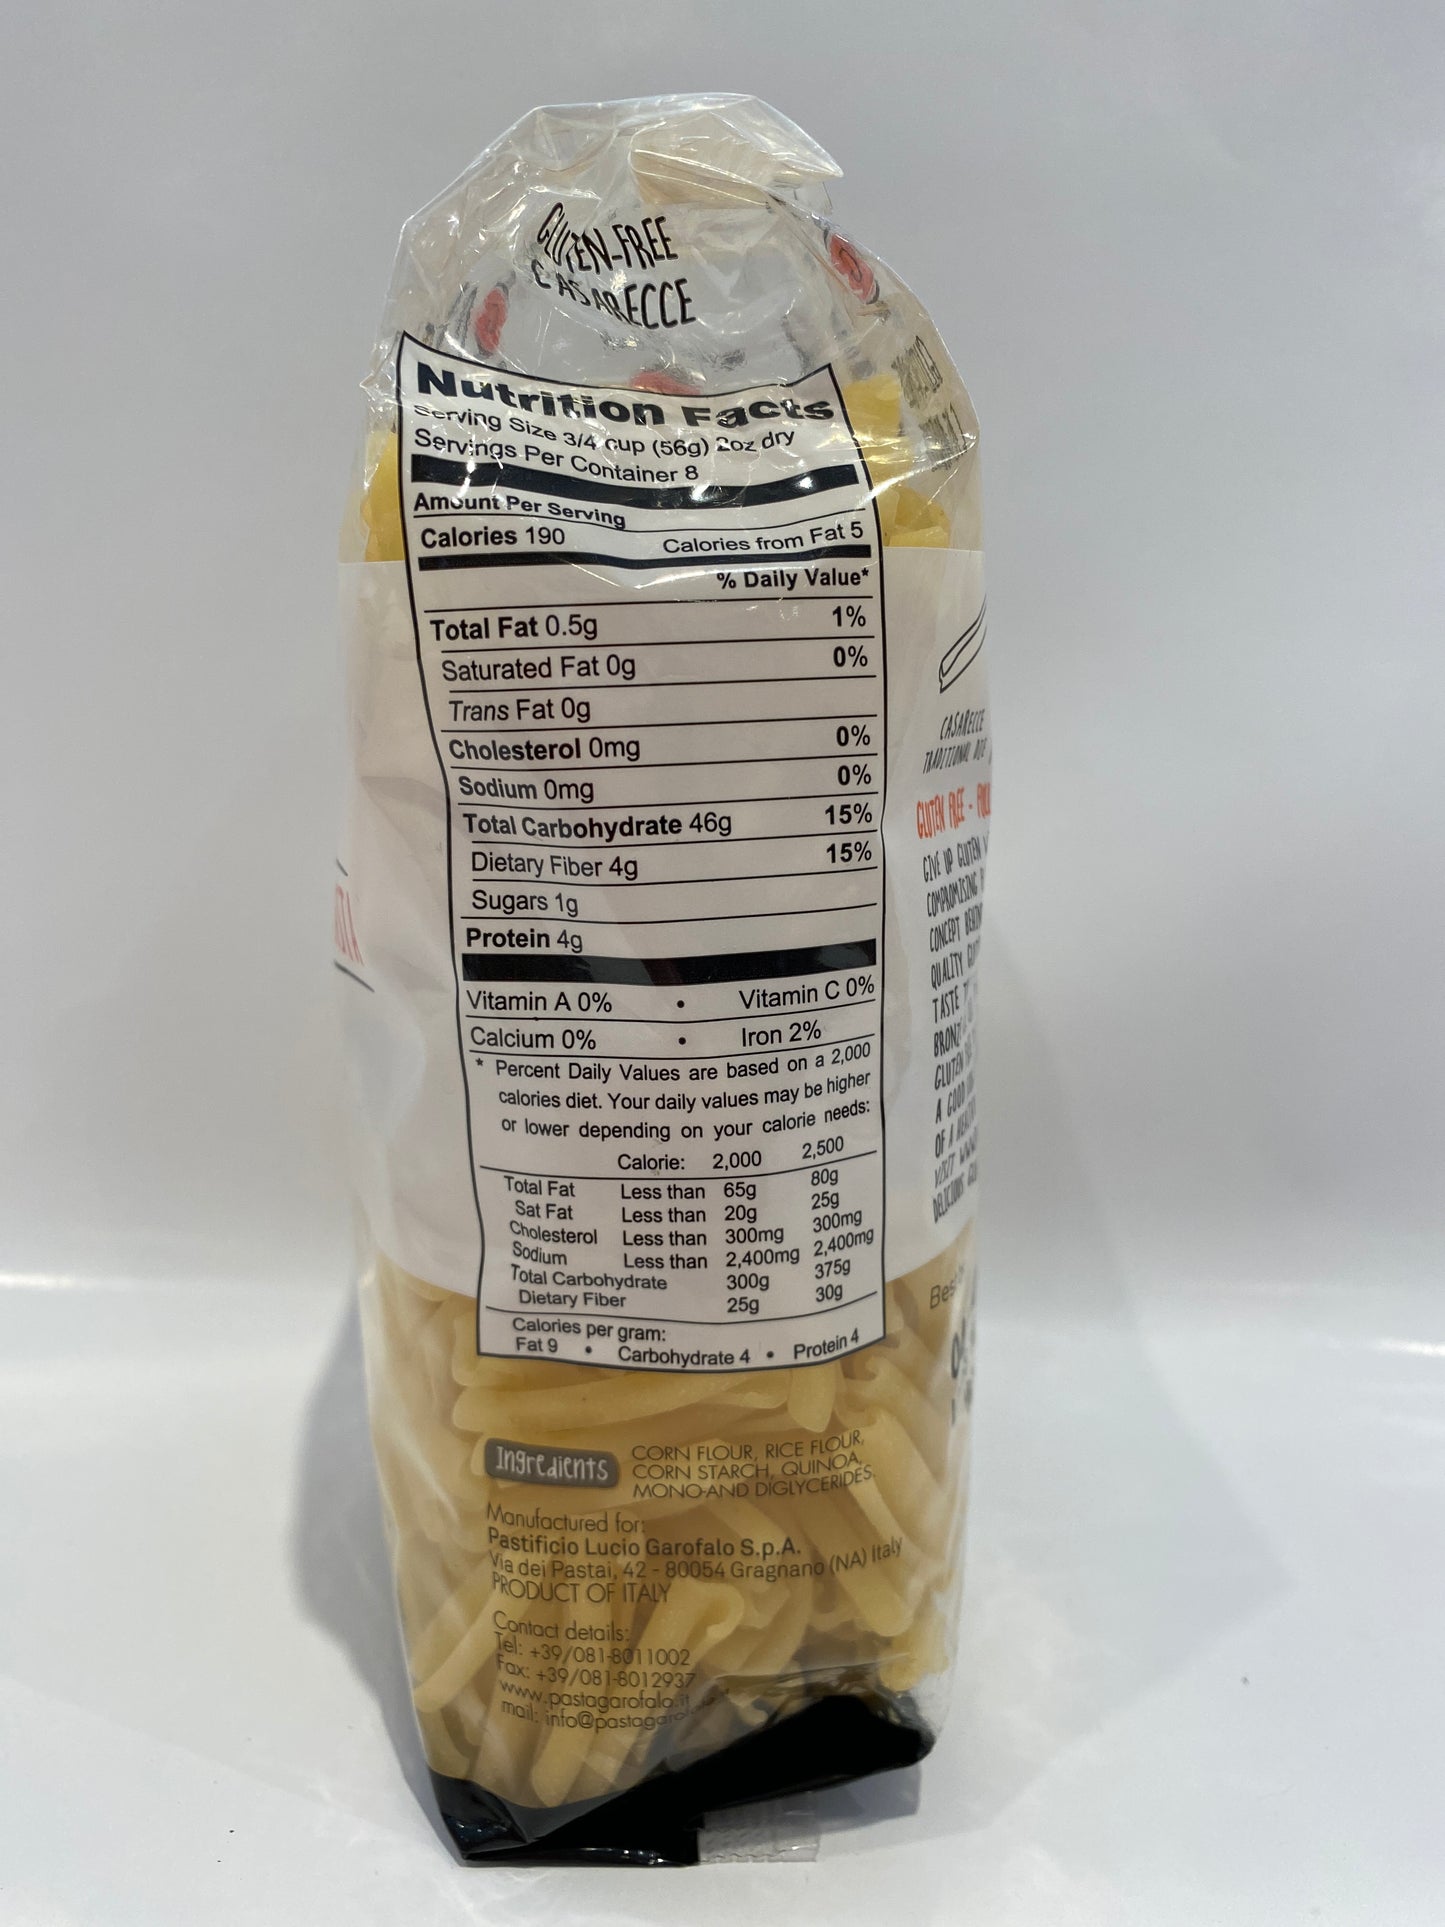 GLUTEN-FREE
CASARECCE
Nutrition Facts
Serving Size 3/4 cup (56g) 2oz dry
Servings Per Container 8
Amount Per Serving
Calories 190 Calories from Fat 5
% Daily Value*
Total Fat 0.5g 1%
Saturated Fat 0g 0%
Trans Fat 0g
Cholesterol 0mg 0%
Sodium 0mg 0%
Total Carbohydrate 46g 15%
Dietary Fiber 4g 15%
Sugars 1g
Protein 4g
Vitamin A 0% • Vitamin C 0%
Calcium 0% • Iron 2%
* Percent Daily Values are based on a 2,000
calories diet. Your daily values may be higher
or lower depending on your calorie needs:
Calorie: 2,000 2,500
Total Fat Less than 65g 80g
Sat Fat Less than 20g 25g
Cholesterol Less than 300mg 300mg
Sodium Less than 2,400mg 2,400mg
Total Carbohydrate 300g 375g
Dietary Fiber 25g 30g
Calories per gram:
Fat 9 • Carbohydrate 4 • Protein 4
Ingredients CORN FLOUR, RICE FLOUR,
CORN STARCH, QUINOA,
MONO-AND DIGLYCERIDES.
Manufactured for:
Pastificio Lucio Garofalo S.p.A.
Via dei Pastai, 42 - 80054 Gragnano (NA) Italy
PRODUCT OF ITALY
Contact details:
Tel: +39/081-8011002
Fax: +39/081-8012937
www.pastagarofalo.it
mail: info@pastagaro
CASARECCE
TRADITIONAL DIE
GLUTEN FREE -
GIVE UP GLUTEN
COMPROMISING
CONCEPT BEHIND
QUALITY
TASTE
BRONZ
GLUTEN
A GOOD
OF A
VISIT
DELICIOUS
Bes